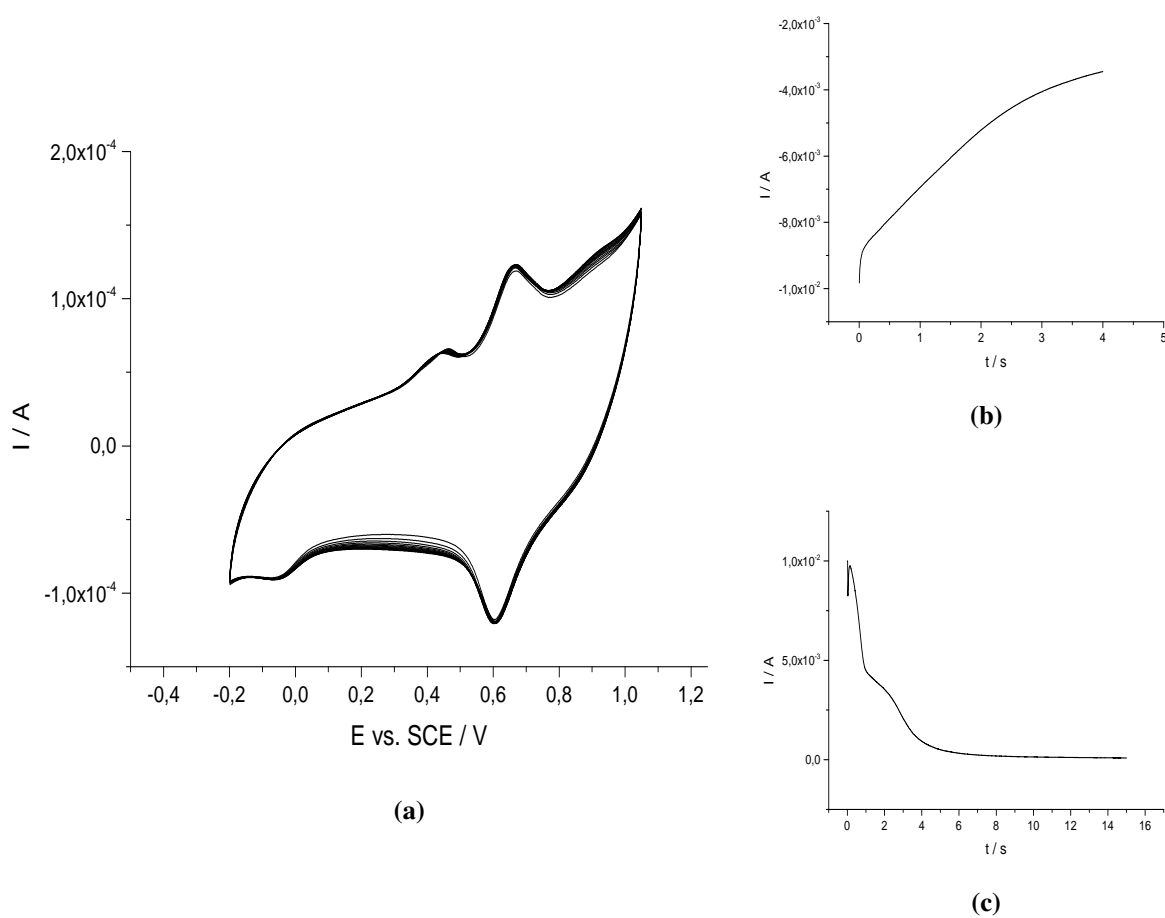 2,0x10-4
1,0x10-4
0,0
-1,0x10-4
I / A
-0,4 -0,2 0,0 0,2 0,4 0,6 0,8 1,0 1,2
E vs. SCE / V
(a)
-2,0x10-3
-4,0x10-3
-6,0x10-3
-8,0x10-3
-1,0x10-2
I / A
0 1 2 3 4 5
t / s
(b)
1,0x10-2
5,0x10-3
0,0
I / A
0 2 4 6 8 10 12 14 16
t / s
(c)